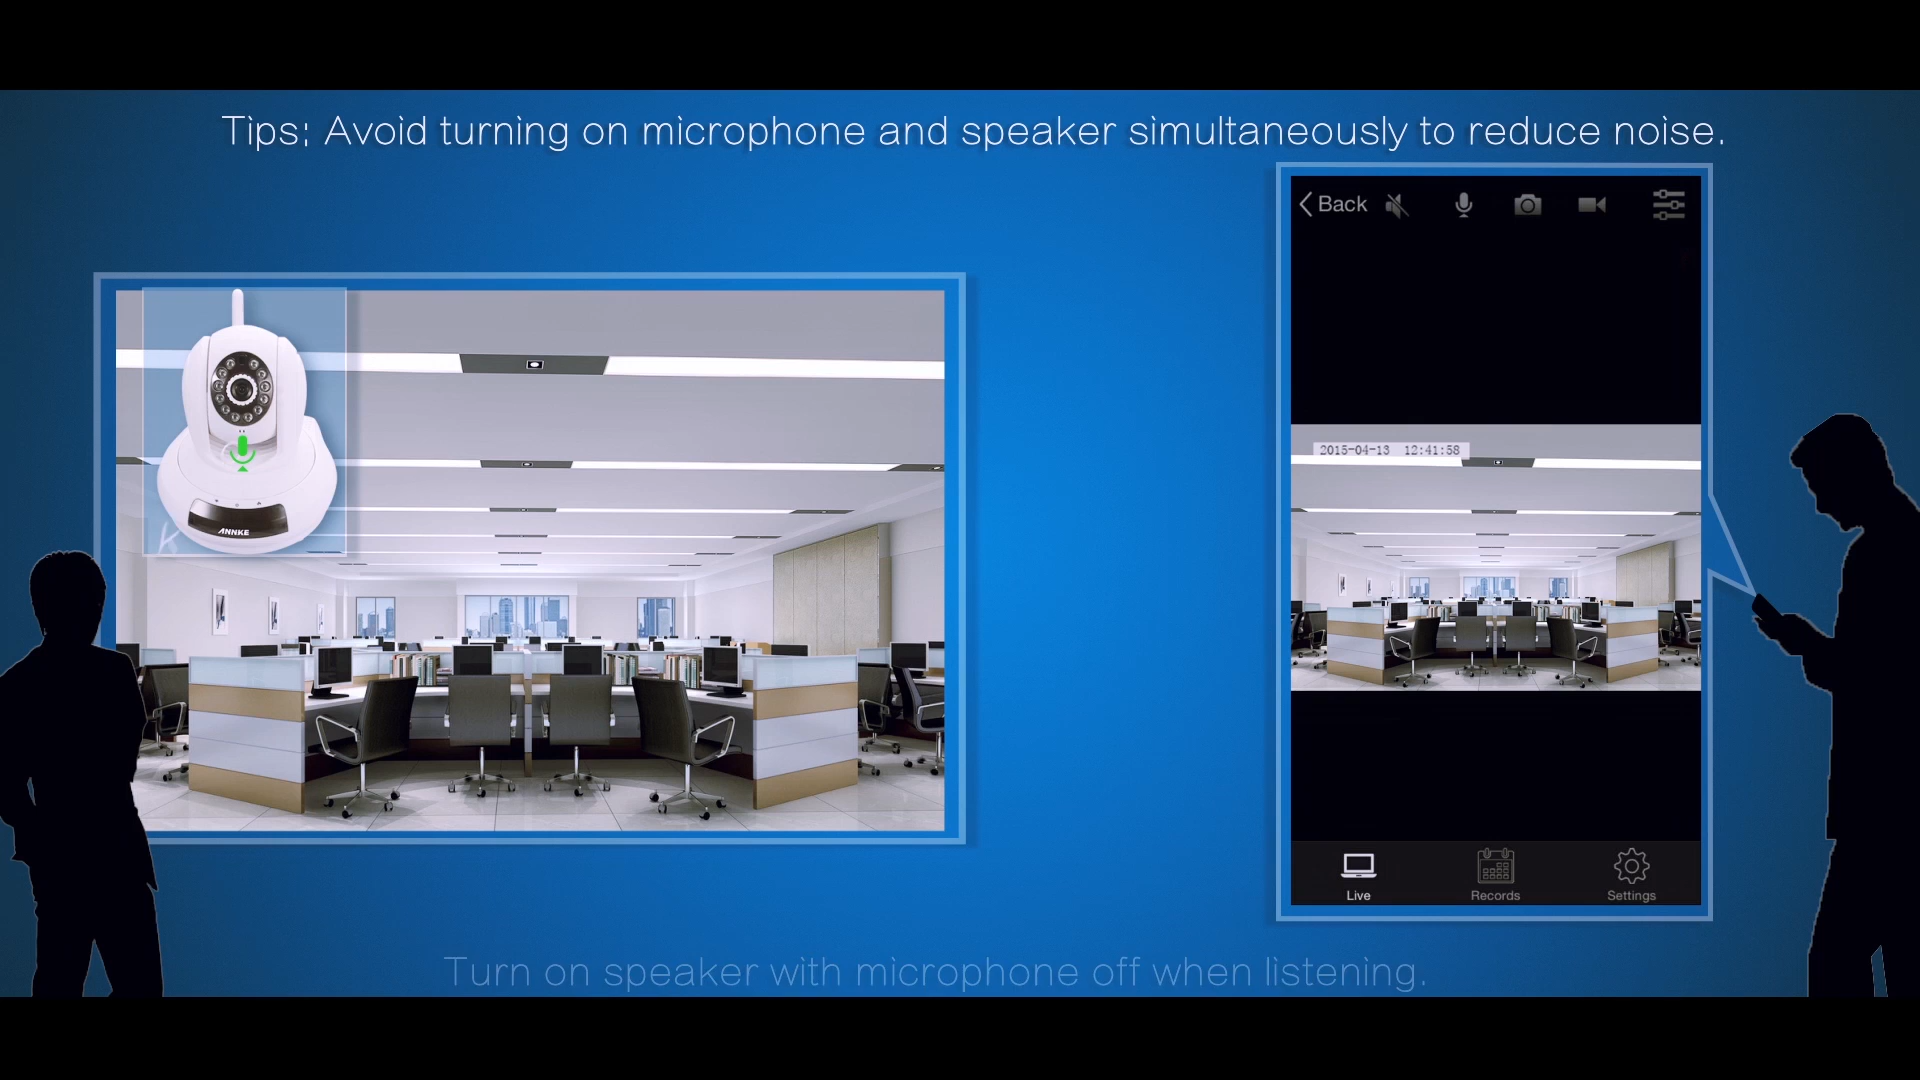 Tips: Avoid turning on microphone and speaker simultaneously to reduce noise.
Back
2015-04-13 12:41:58
ANNKE
Live
Records
Settings
Turn on speaker with microphone off when listening.